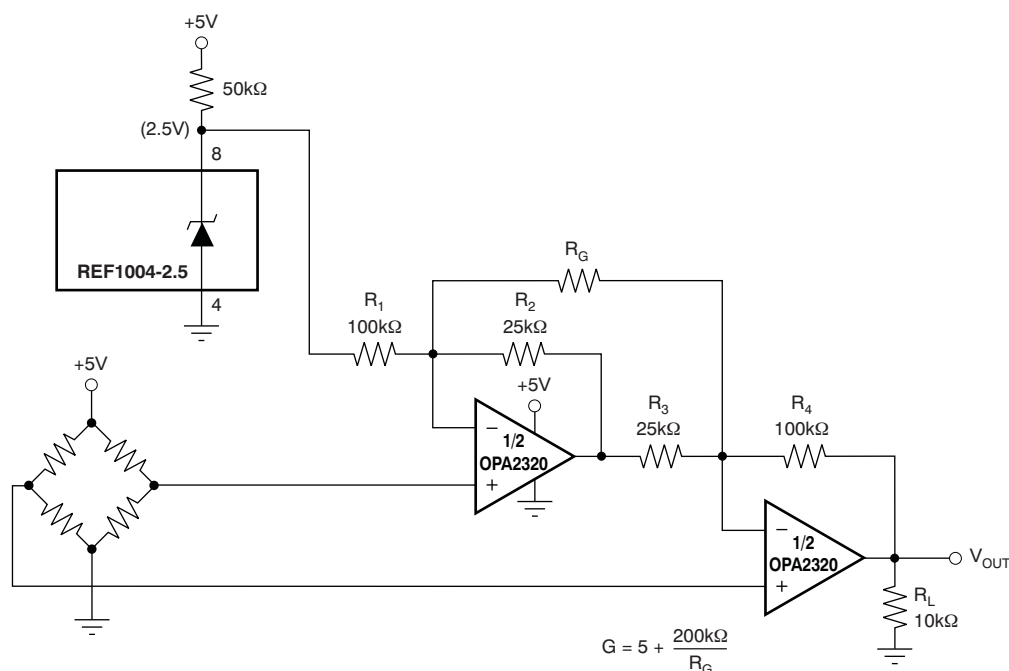 +5V
50kΩ
(2.5V)
8
REF1004-2.5
4
R_G
R_1
100kΩ
R_2
25kΩ
+5V
+5V
R_3
25kΩ
R_4
100kΩ
−
1/2
OPA2320
+
−
1/2
OPA2320
+
V_OUT
R_L
10kΩ
G = 5 + 200kΩ / R_G